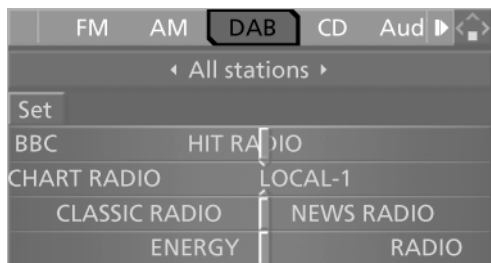 FM AM DAB CD Aud
All stations
Set
BBC HIT RADIO
CHART RADIO LOCAL-1
CLASSIC RADIO NEWS RADIO
ENERGY RADIO